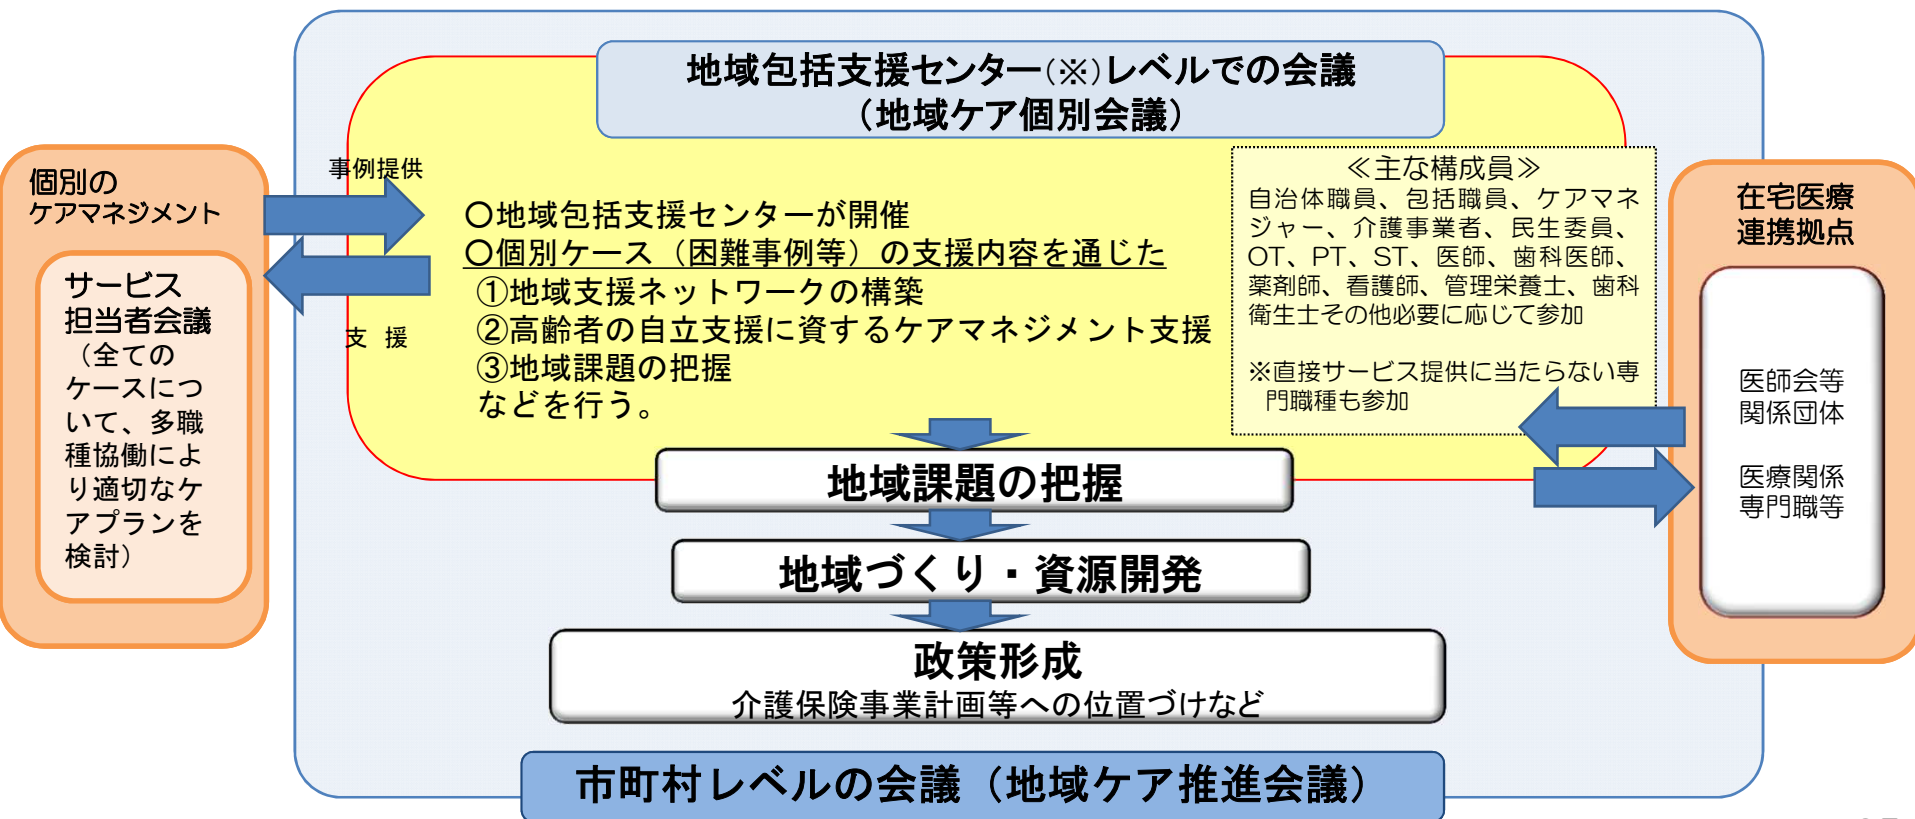 地域包括支援センター(※)レベルでの会議
（地域ケア個別会議）
個別の
ケアマネジメント
サービス
担当者会議
（全ての
ケースにつ
いて、多職
種協働によ
り適切なケ
アプランを
検討）
事例提供
支 援
〇地域包括支援センターが開催
〇個別ケース（困難事例等）の支援内容を通じた
①地域支援ネットワークの構築
②高齢者の自立支援に資するケアマネジメント支援
③地域課題の把握
などを行う。
≪主な構成員≫
自治体職員、包括職員、ケアマネ
ジャー、介護事業者、民生委員、
OT、PT、ST、医師、歯科医師、
薬剤師、看護師、管理栄養士、歯科
衛生士その他必要に応じて参加
※直接サービス提供に当たらない専
門職種も参加
在宅医療
連携拠点
医師会等
関係団体
医療関係
専門職等
地域課題の把握
地域づくり・資源開発
政策形成
介護保険事業計画等への位置づけなど
市町村レベルの会議（地域ケア推進会議）